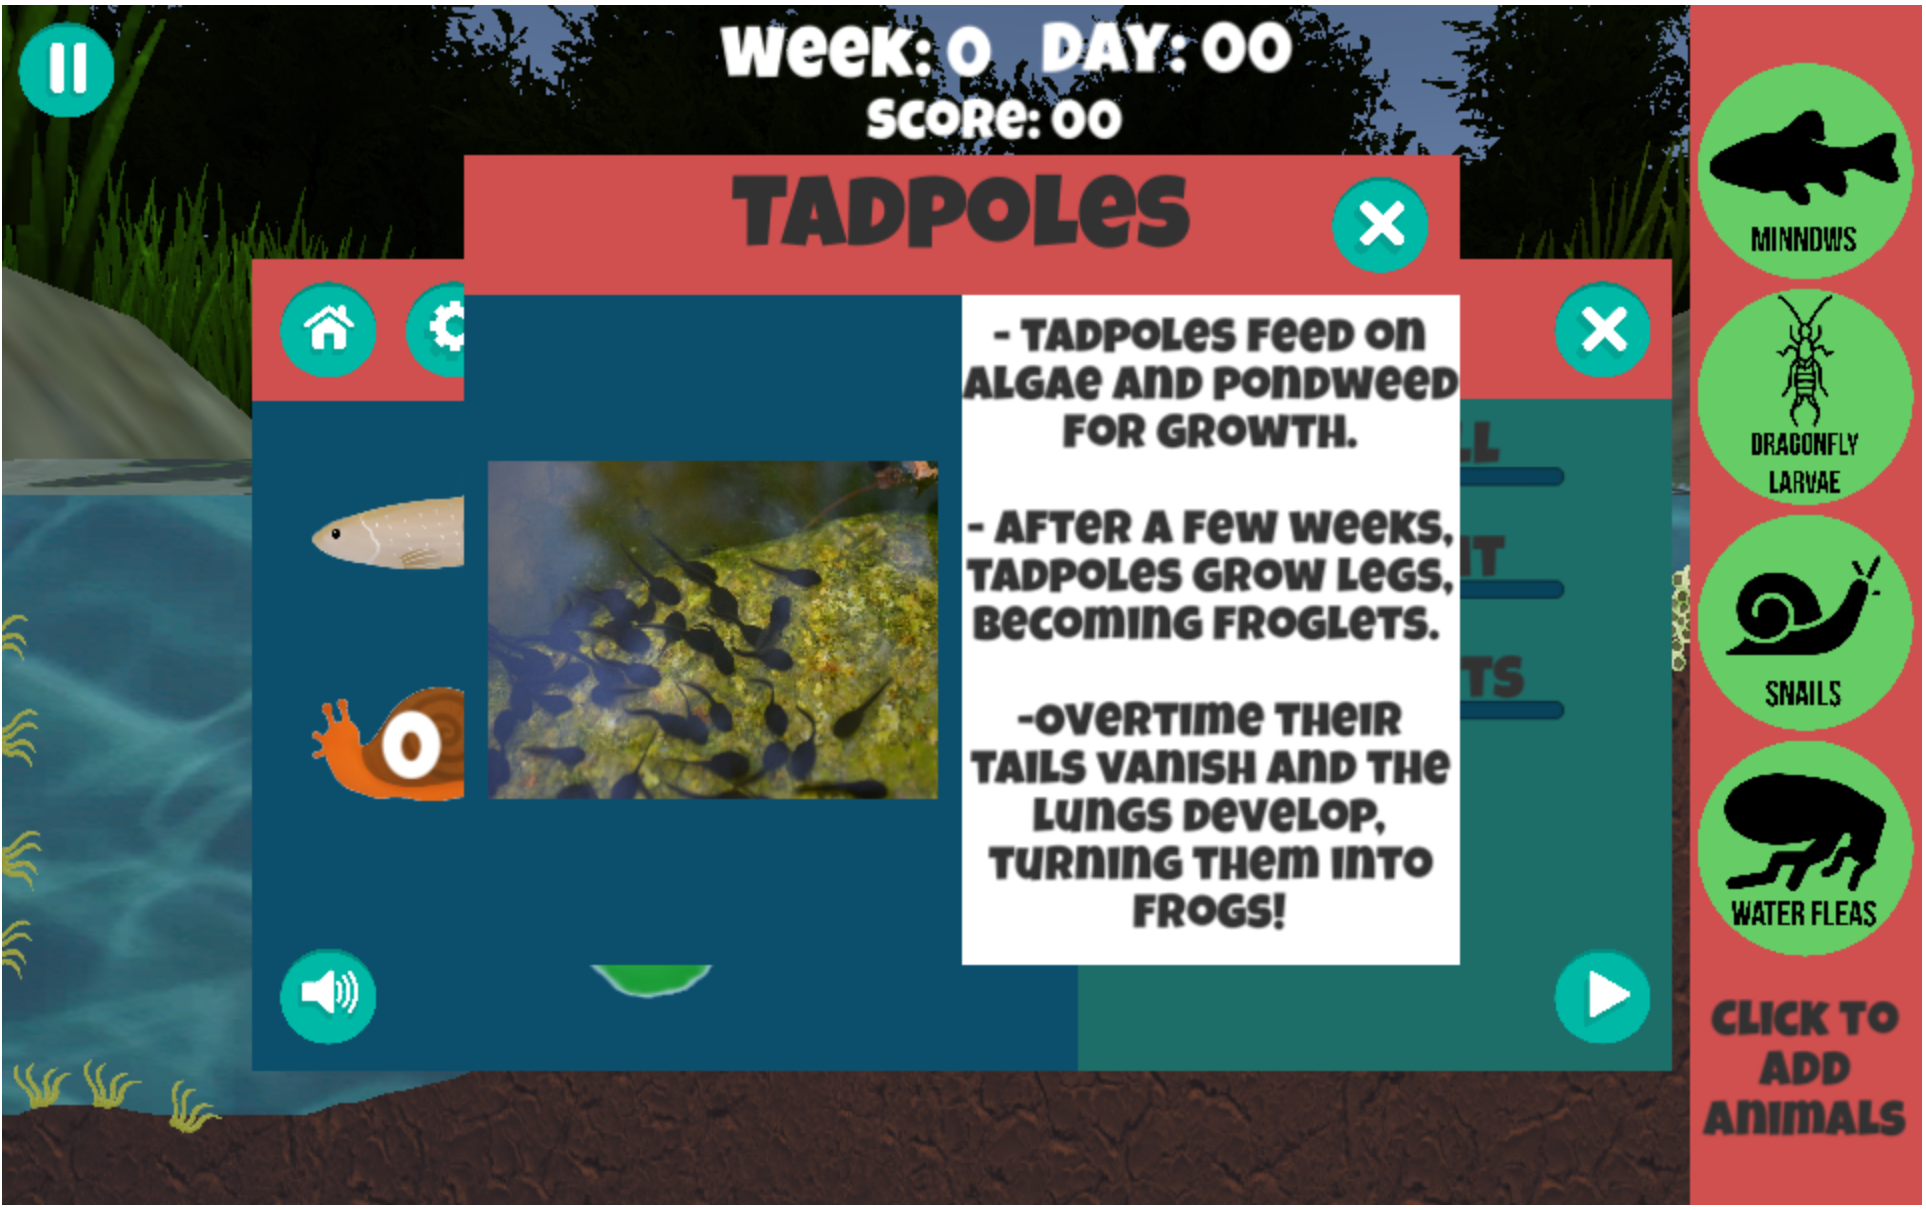 Week: 0 DAY: 00
SCORE: 00
TADPOLES
- TADPOLES FEED ON
ALGAE AND PONDWEED
FOR GROWTH.
- AFTER A FEW WEEKS,
TADPOLES GROW LEGS,
BECOMING FROGLETS.
-OVERTIME THEIR
TAILS VANISH AND THE
LUNGS DEVELOP,
TURNING THEM INTO
FROGS!
0
MINNOWS
DRAGONFLY
LARVAE
SNAILS
WATER FLEAS
CLICK TO
ADD
ANIMALS